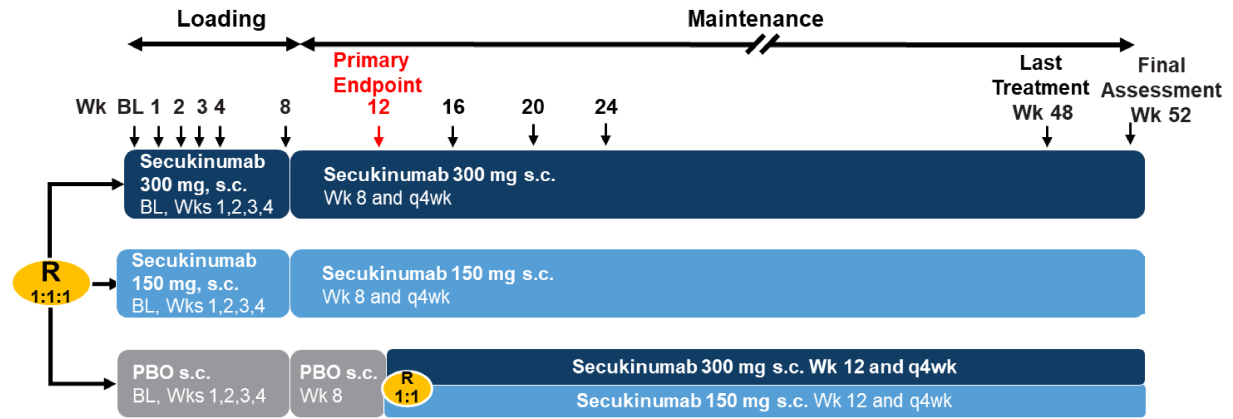 Loading
Maintenance
Primary
Endpoint
Last
Treatment
Wk 48
Final
Assessment
Wk 52
Wk BL 1 2 3 4 8 12 16 20 24
Secukinumab
300 mg, s.c.
BL, Wks 1,2,3,4
Secukinumab 300 mg s.c.
Wk 8 and q4wk
R
1:1:1
Secukinumab
150 mg, s.c.
BL, Wks 1,2,3,4
Secukinumab 150 mg s.c.
Wk 8 and q4wk
PBO s.c.
BL, Wks 1,2,3,4
PBO s.c.
Wk 8
R
1:1
Secukinumab 300 mg s.c. Wk 12 and q4wk
Secukinumab 150 mg s.c. Wk 12 and q4wk